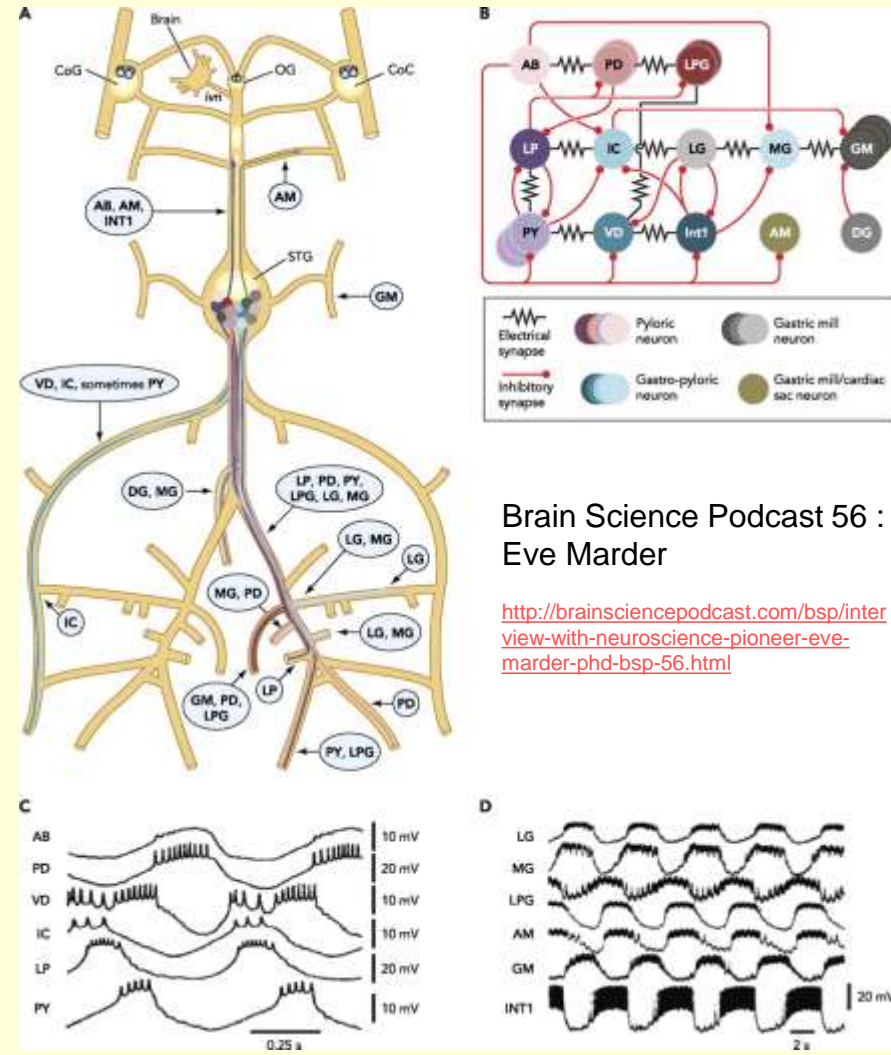 A
Brain
CoG
OG
CoC
ivn
AM
AB, AM,
INT1
STG
GM
VD, IC, sometimes PY
DG, MG
LP, PD, PY,
LPG, LG, MG
LG, MG
LG
MG, PD
IC
LG, MG
LP
GM, PD,
LPG
PD
PY, LPG
B
AB
PD
LPG
LP
IC
LG
MG
GM
PY
VD
Int1
AM
DG
Electrical
synapse
Pyloric
neuron
Gastric mill
neuron
Inhibitory
synapse
Gastro-pyloric
neuron
Gastric mill/cardiac
sac neuron
Brain Science Podcast 56 :
Eve Marder
http://brainsciencepodcast.com/bsp/inter
view-with-neuroscience-pioneer-eve-
marder-phd-bsp-56.html
C
AB
10 mV
PD
20 mV
VD
10 mV
IC
10 mV
LP
20 mV
PY
10 mV
0.25 s
D
LG
MG
LPG
AM
GM
INT1
20 mV
2 s